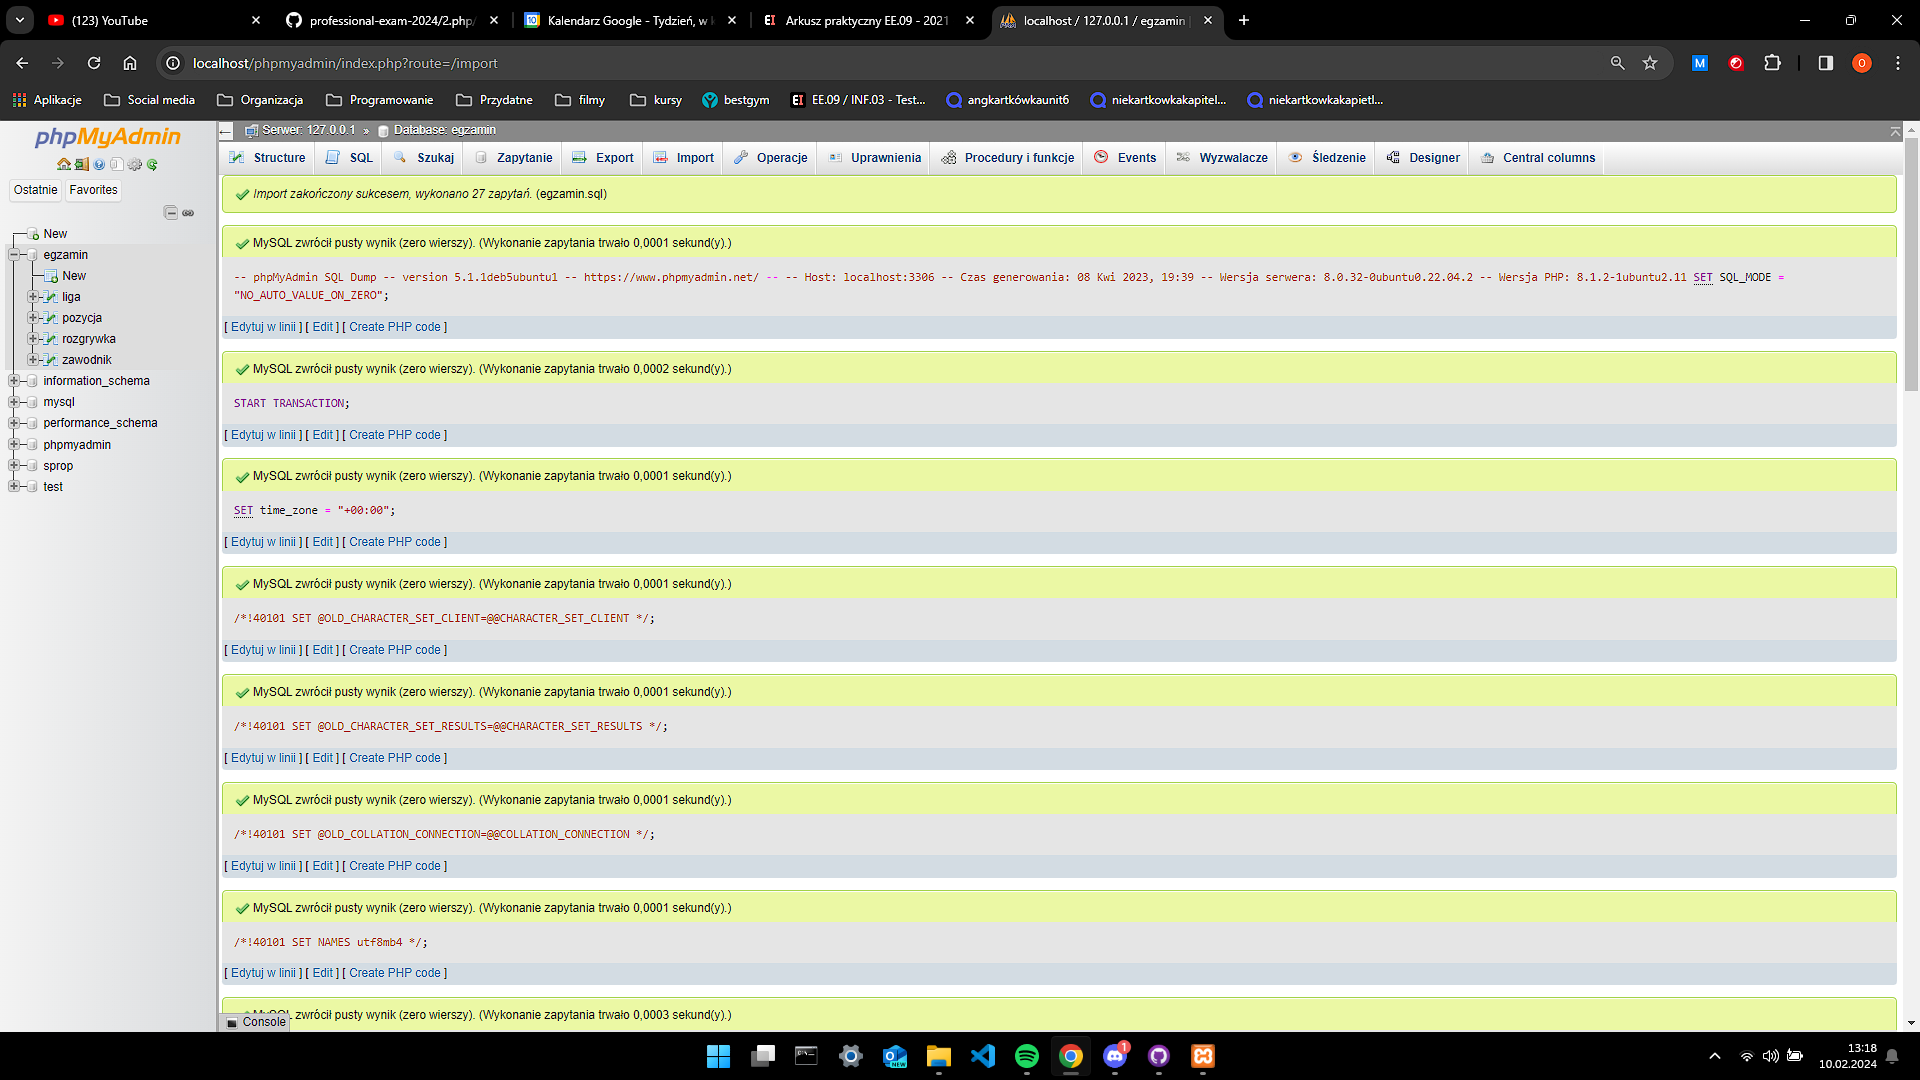 (123) YouTube
professional-exam-2024/2.php
Kalendarz Google - Tydzień, w
Arkusz praktyczny EE.09 - 2021
localhost / 127.0.0.1 / egzamin
localhost/phpmyadmin/index.php?route=/import
O
Aplikacje
Social media
Organizacja
Programowanie
Przydatne
filmy
kursy
bestgym
EE.09 / INF.03 - Test...
angkartkówkaunit6
niekartkowkakapitel...
niekartkowkakapietl...
phpMyAdmin
Ostatnie
Favorites
New
egzamin
New
liga
pozycja
rozgrywka
zawodnik
information_schema
mysql
performance_schema
phpmyadmin
sprop
test
Serwer: 127.0.0.1 » Database: egzamin
Structure
SQL
Szukaj
Zapytanie
Export
Import
Operacje
Uprawnienia
Procedury i funkcje
Events
Wyzwalacze
Śledzenie
Designer
Central columns
Import zakończony sukcesem, wykonano 27 zapytań. (egzamin.sql)
MySQL zwrócił pusty wynik (zero wierszy). (Wykonanie zapytania trwało 0,0001 sekund(y).)
-- phpMyAdmin SQL Dump -- version 5.1.1deb5ubuntu1 -- https://www.phpmyadmin.net/ -- -- Host: localhost:3306 -- Czas generowania: 08 Kwi 2023, 19:39 -- Wersja serwera: 8.0.32-0ubuntu0.22.04.2 -- Wersja PHP: 8.1.2-1ubuntu2.11 SET SQL_MODE =
"NO_AUTO_VALUE_ON_ZERO";
[ Edytuj w linii ] [ Edit ] [ Create PHP code ]
MySQL zwrócił pusty wynik (zero wierszy). (Wykonanie zapytania trwało 0,0002 sekund(y).)
START TRANSACTION;
[ Edytuj w linii ] [ Edit ] [ Create PHP code ]
MySQL zwrócił pusty wynik (zero wierszy). (Wykonanie zapytania trwało 0,0001 sekund(y).)
SET time_zone = "+00:00";
[ Edytuj w linii ] [ Edit ] [ Create PHP code ]
MySQL zwrócił pusty wynik (zero wierszy). (Wykonanie zapytania trwało 0,0001 sekund(y).)
/*!40101 SET @OLD_CHARACTER_SET_CLIENT=@@CHARACTER_SET_CLIENT */;
[ Edytuj w linii ] [ Edit ] [ Create PHP code ]
MySQL zwrócił pusty wynik (zero wierszy). (Wykonanie zapytania trwało 0,0001 sekund(y).)
/*!40101 SET @OLD_CHARACTER_SET_RESULTS=@@CHARACTER_SET_RESULTS */;
[ Edytuj w linii ] [ Edit ] [ Create PHP code ]
MySQL zwrócił pusty wynik (zero wierszy). (Wykonanie zapytania trwało 0,0001 sekund(y).)
/*!40101 SET @OLD_COLLATION_CONNECTION=@@COLLATION_CONNECTION */;
[ Edytuj w linii ] [ Edit ] [ Create PHP code ]
MySQL zwrócił pusty wynik (zero wierszy). (Wykonanie zapytania trwało 0,0001 sekund(y).)
/*!40101 SET NAMES utf8mb4 */;
[ Edytuj w linii ] [ Edit ] [ Create PHP code ]
MySQL zwrócił pusty wynik (zero wierszy). (Wykonanie zapytania trwało 0,0003 sekund(y).)
Console
13:18
10.02.2024